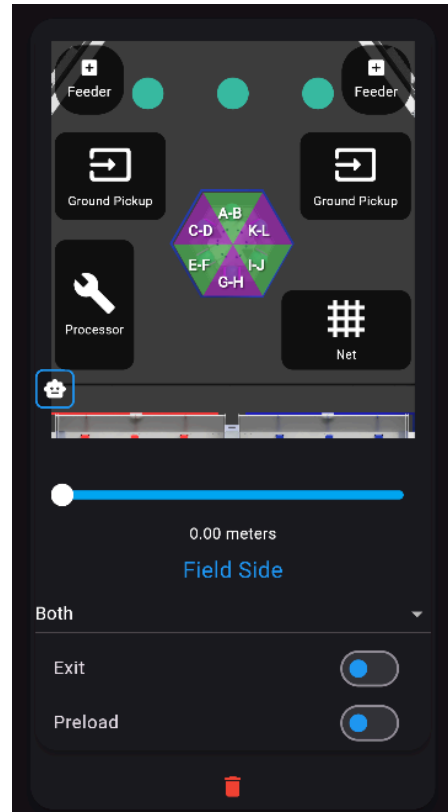 Feeder
Feeder
Ground Pickup
Ground Pickup
A-B
C-D
K-L
E-F
I-J
G-H
Processor
Net
0.00 meters
Field Side
Both
Exit
Preload